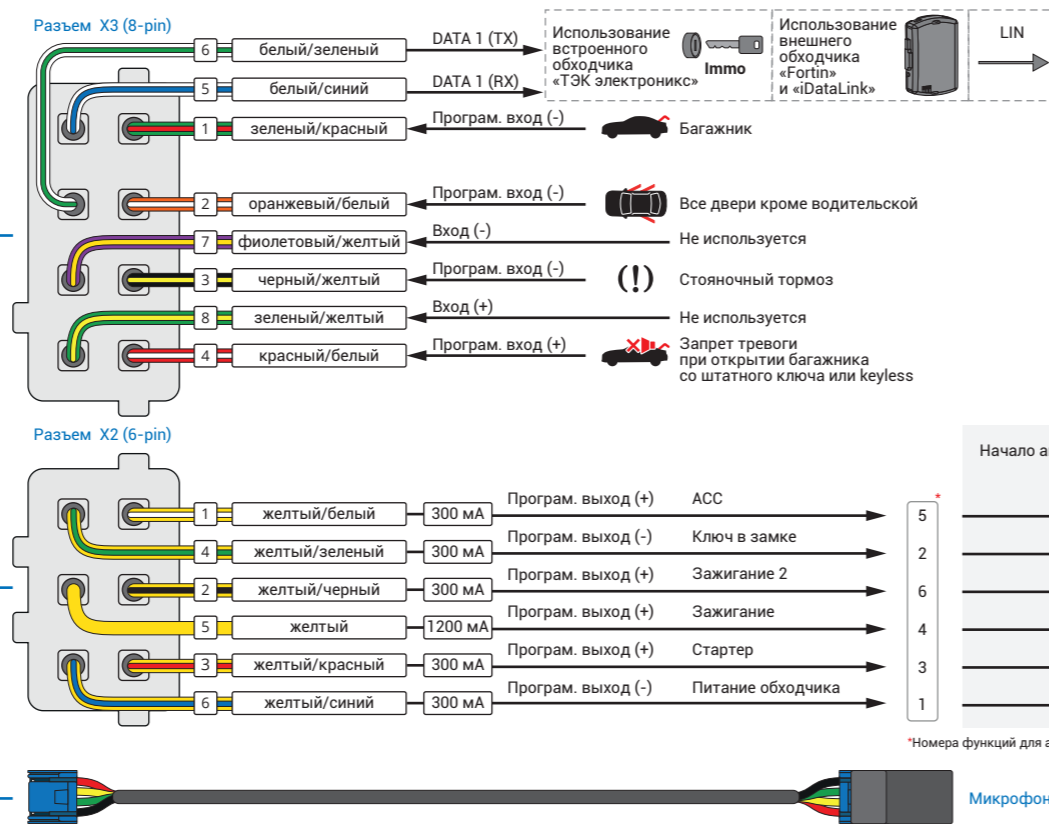 Разъем X3 (8-pin)
6 белый/зеленый DATA 1 (TX)
5 белый/синий DATA 1 (RX)
Использование
встроенного
обходчика
«ТЭК электроникс»
Immo
Использование
внешнего
обходчика
«Fortin»
и «iDataLink»
LIN
1 зеленый/красный Програм. вход (-) Багажник
2 оранжевый/белый Програм. вход (-) Все двери кроме водительской
7 фиолетовый/желтый Вход (-) Не используется
3 черный/желтый Програм. вход (-) (!) Стояночный тормоз
8 зеленый/желтый Вход (+) Не используется
4 красный/белый Програм. вход (+) Запрет тревоги
при открытии багажника
со штатного ключа или keyless
Разъем X2 (6-pin)
Начало а
*
1 желтый/белый 300 мА Програм. выход (+) ACC 5
4 желтый/зеленый 300 мА Програм. выход (-) Ключ в замке 2
2 желтый/черный 300 мА Програм. выход (+) Зажигание 2 6
5 желтый 1200 мА Програм. выход (+) Зажигание 4
3 желтый/красный 300 мА Програм. выход (+) Стартер 3
6 желтый/синий 300 мА Програм. выход (-) Питание обходчика 1
*Номера функций для а
Микрофон